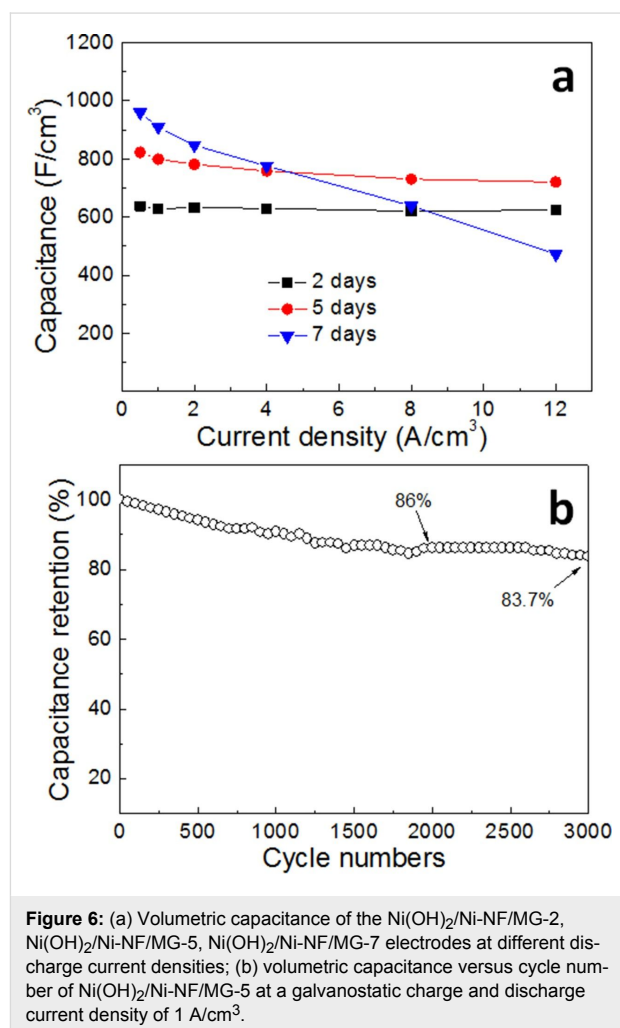 a
1200
1000
800
600
400
200
Capacitance (F/cm³)
2 days
5 days
7 days
0 2 4 6 8 10 12
Current density (A/cm³)
b
100
80
60
40
20
Capacitance retention (%)
86%
83.7%
0 500 1000 1500 2000 2500 3000
Cycle numbers
Figure 6: (a) Volumetric capacitance of the Ni(OH)₂/Ni-NF/MG-2,
Ni(OH)₂/Ni-NF/MG-5, Ni(OH)₂/Ni-NF/MG-7 electrodes at different dis-
charge current densities; (b) volumetric capacitance versus cycle num-
ber of Ni(OH)₂/Ni-NF/MG-5 at a galvanostatic charge and discharge
current density of 1 A/cm³.